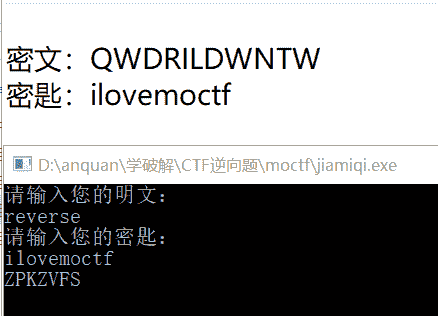 密文：QWDRILDWNTW
密匙：ilovemoctf
D:\anquan\学破解\CTF逆向题\moctf\jiamiqi.exe
请输入您的明文：
reverse
请输入您的密匙：
ilovemoctf
ZPKZVFS